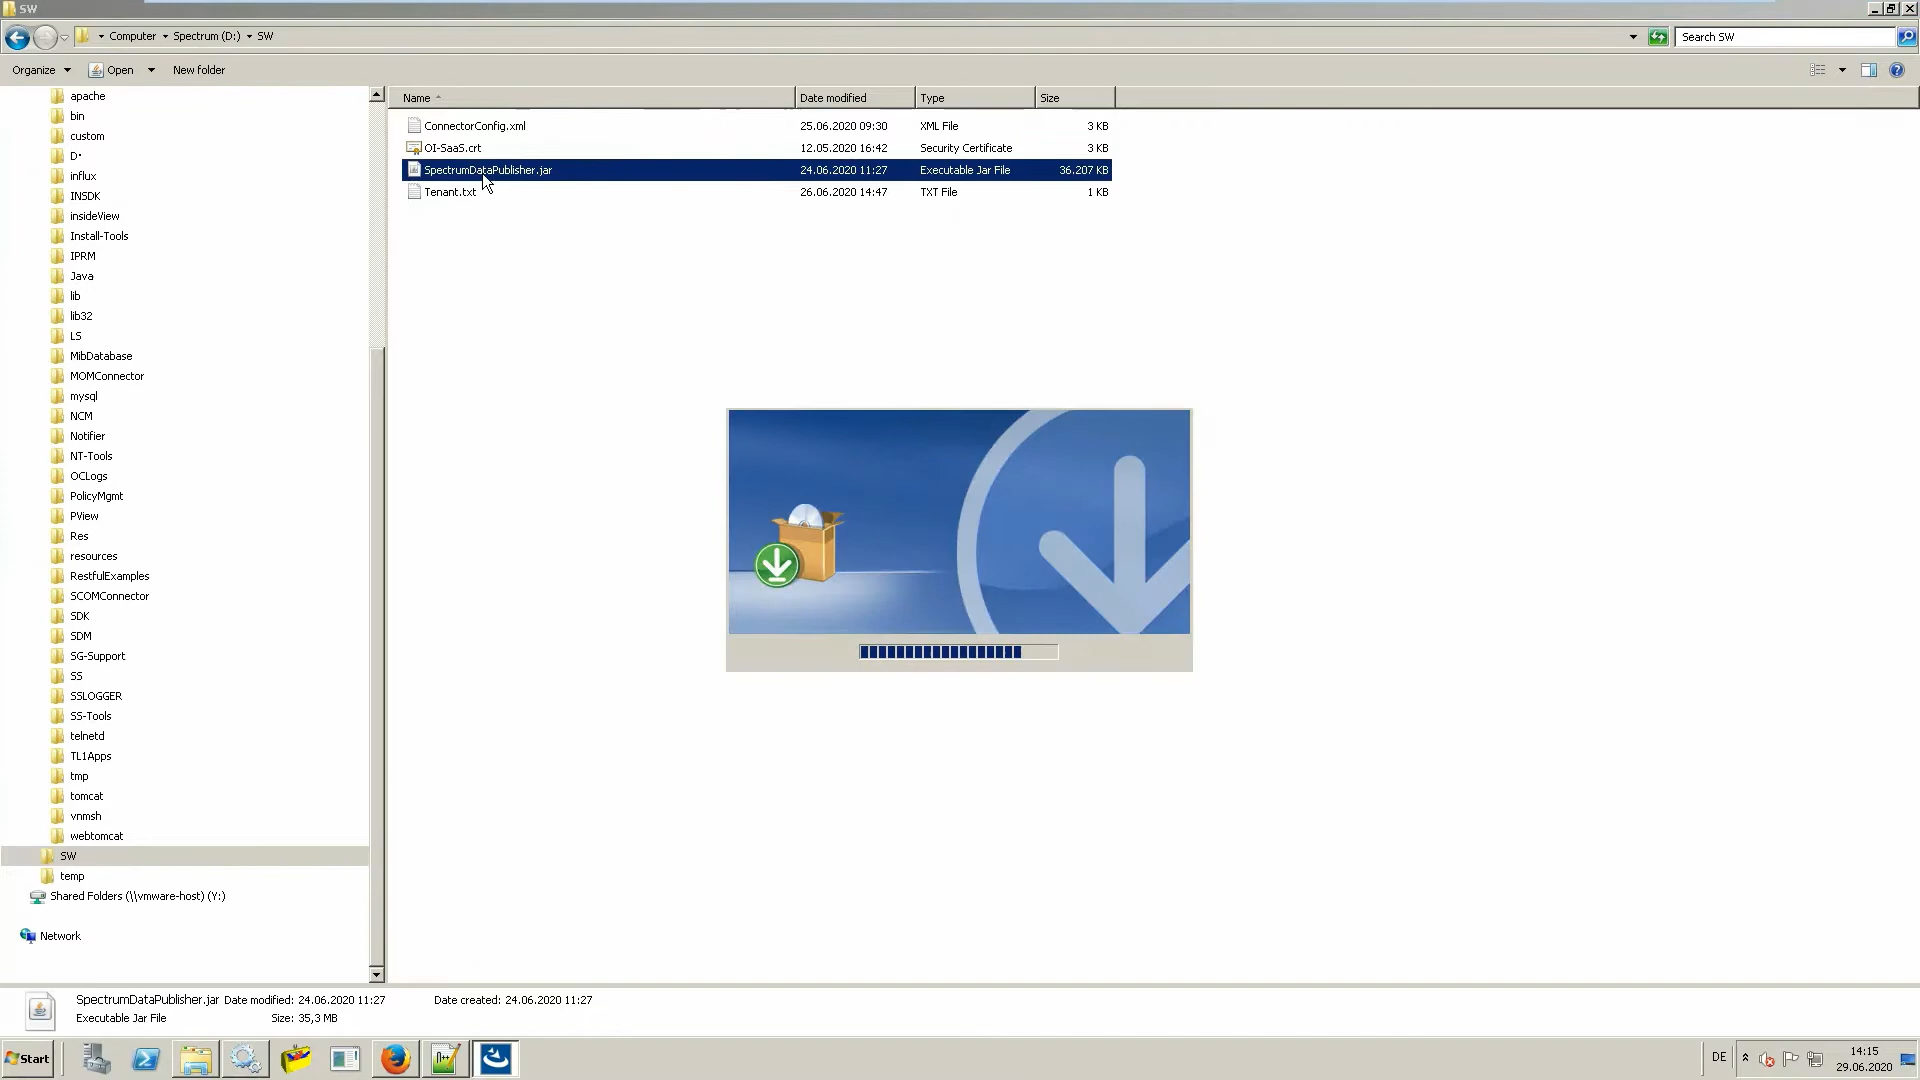 SW
Computer Spectrum (D:) SW
Search SW
Organize Open New folder
Name Date modified Type Size
ConnectorConfig.xml 25.06.2020 09:30 XML File 3 KB
OI-SaaS.crt 12.05.2020 16:42 Security Certificate 3 KB
SpectrumDataPublisher.jar 24.06.2020 11:27 Executable Jar File 36.207 KB
Tenant.txt 26.06.2020 14:47 TXT File 1 KB
apache
bin
custom
D·
influx
INSDK
insideView
Install-Tools
IPRM
Java
lib
lib32
LS
MibDatabase
MOMConnector
mysql
NCM
Notifier
NT-Tools
OCLogs
PolicyMgmt
PView
Res
resources
RestfulExamples
SCOMConnector
SDK
SDM
SG-Support
SS
SSLOGGER
SS-Tools
telnetd
TL1Apps
tmp
tomcat
vnmsh
webtomcat
SW
temp
Shared Folders (\\vmware-host) (Y:)
Network
SpectrumDataPublisher.jar Date modified: 24.06.2020 11:27 Date created: 24.06.2020 11:27
Executable Jar File Size: 35,3 MB
Start
DE
14:15
29.06.2020